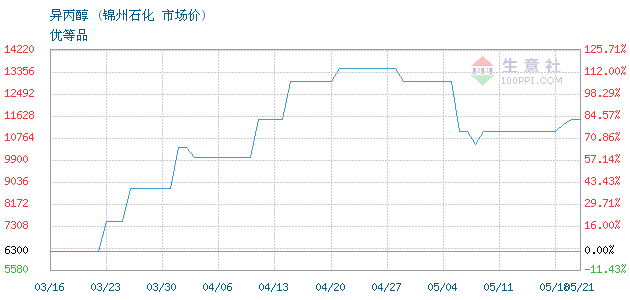 异丙醇 (锦州石化 市场价)
优等品
14220 125.71%
13356 112.00%
12492 98.29%
11628 84.57%
10764 70.86%
9900 57.14%
9036 43.43%
8172 29.71%
7308 16.00%
6300 0.00%
5580 -11.43%
生意社
100PPI.COM
03/16 03/23 03/30 04/06 04/13 04/20 04/27 05/04 05/11 05/18 05/21